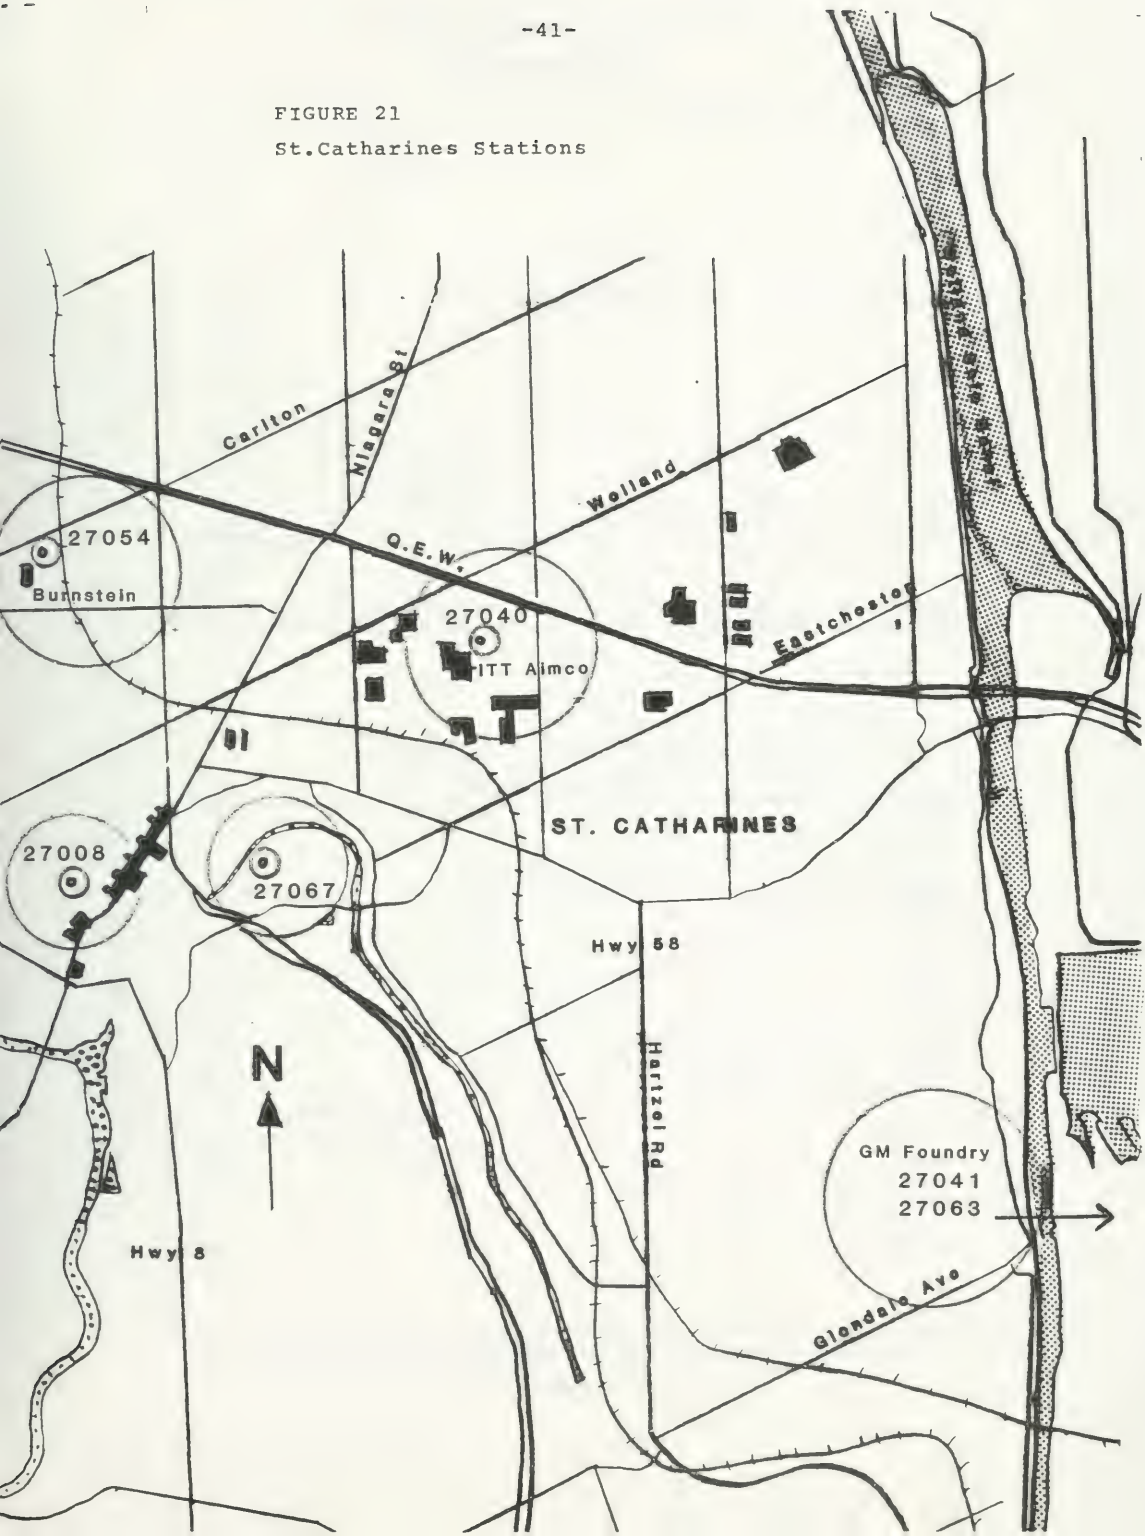 -41-
FIGURE 21
St.Catharines Stations
Carlton
Niagara St
Welland
Q.E.W.
27054
Burnstein
27040
ITT Aimco
Eastchester
ST. CATHARINES
27008
27067
Hwy 58
N
Hartzel Rd
GM Foundry
27041
27063
Hwy 8
Glendale Ave